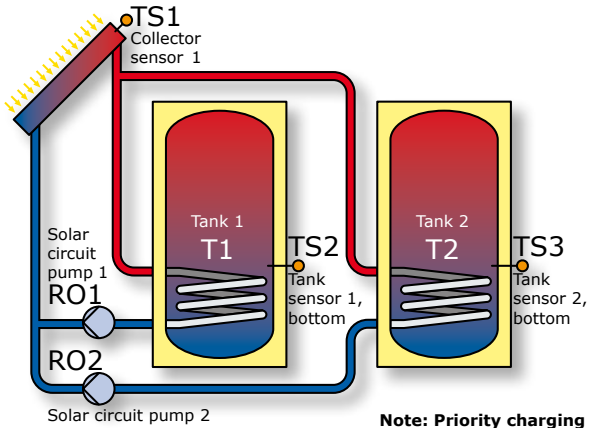 TS1
Collector
sensor 1
Tank 1
T1
Tank 2
T2
TS2
Tank
sensor 1,
bottom
TS3
Tank
sensor 2,
bottom
Solar
circuit
pump 1
RO1
RO2
Solar circuit pump 2
Note: Priority charging